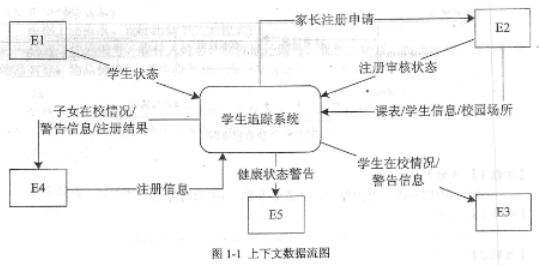 家长注册申请
E1
E2
学生状态
注册审核状态
子女在校情况/
警告信息/注册结果
学生追踪系统
课表/学生信息/校园场所
学生在校情况/
警告信息
健康状态警告
E4
注册信息
E5
E3
图 1-1 上下文数据流图